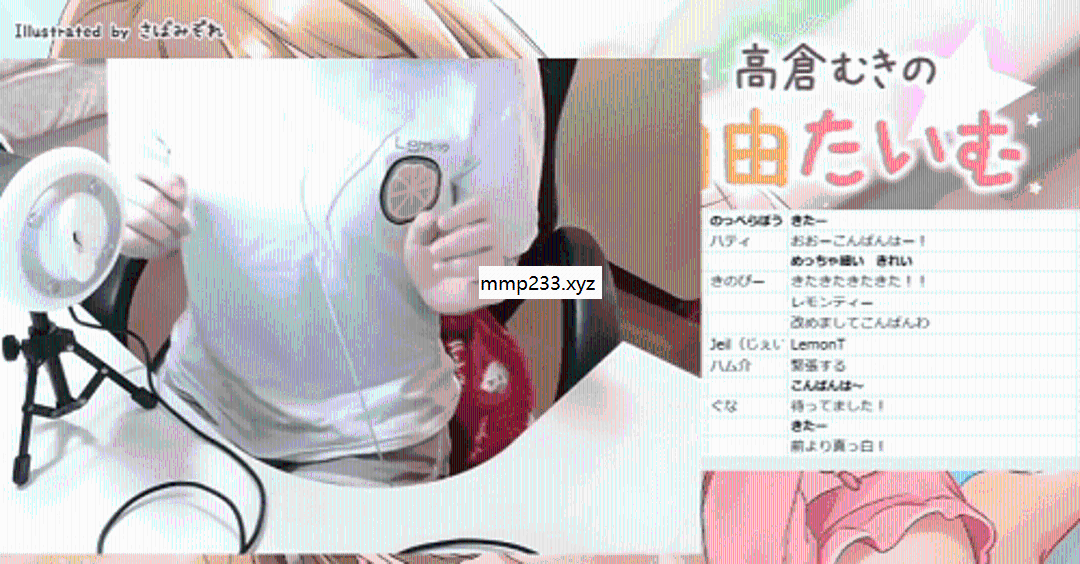 Illustrated by さばみぞれ
高倉むきの
由たいむ
Lemon
mmp233.xyz
のっぺらぼう きたー
ハティ おおーこんばんはー！
めっちゃ細い きれい
きのぴー きたきたきたきた！！
レモンティー
改めましてこんばんわ
Jeil（じぇい LemonT
ハム介 緊張する
こんばんは～
ぐな 待ってました！
きたー
前より真っ白！